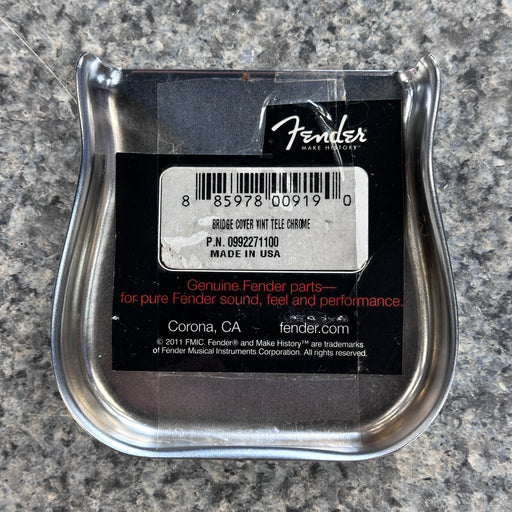 Fender
MAKE HISTORY™
8 85978 00919 0
BRIDGE COVER VINT TELE CHROME
P.N. 0992271100
MADE IN USA
Genuine Fender parts—
for pure Fender sound, feel and performance.
Corona, CA fender.com
© 2011 FMIC. Fender® and Make History™ are trademarks
of Fender Musical Instruments Corporation. All rights reserved.